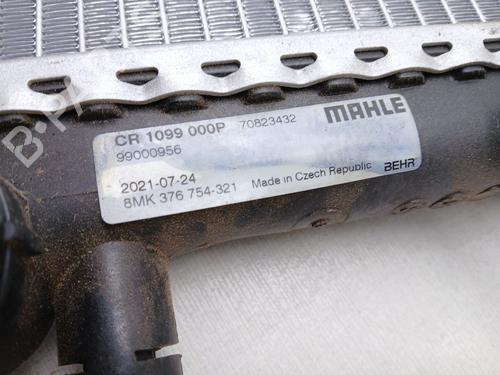 CR 1099 000P 70823432 MAHLE
99000956
2021-07-24
8MK 376 754-321 Made in Czech Republic BEHR